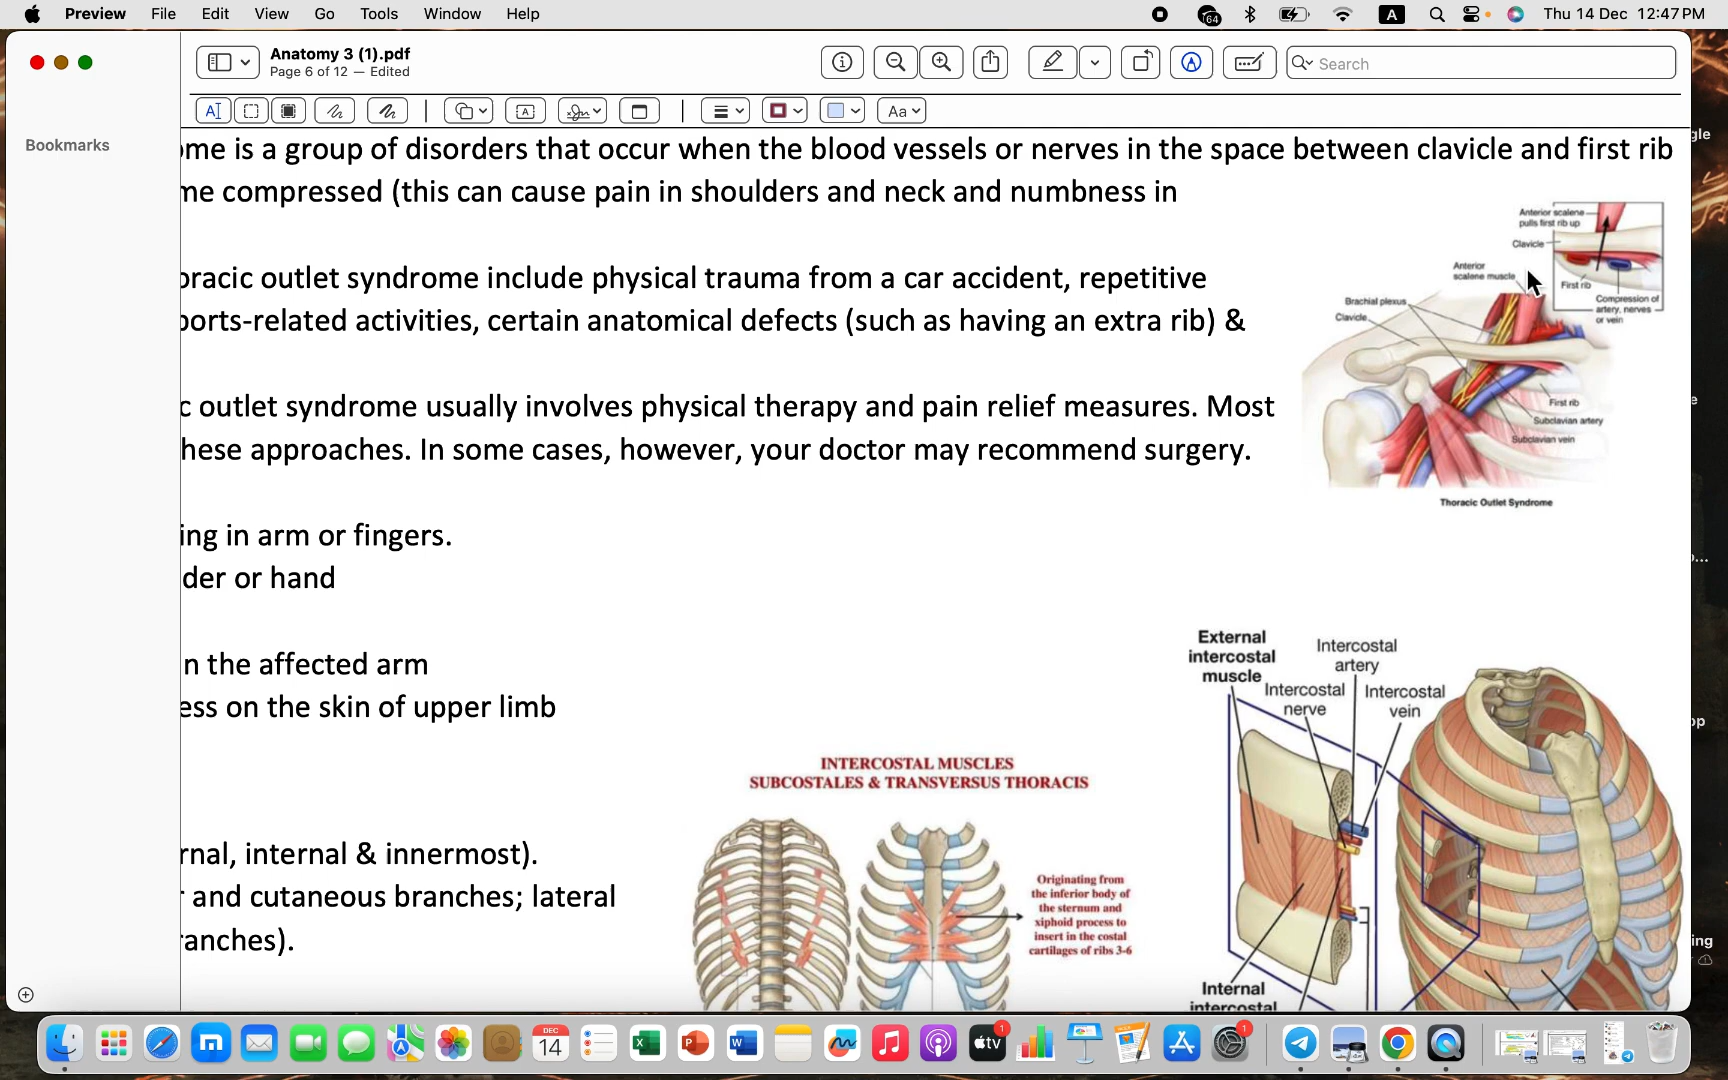 Preview File Edit View Go Tools Window Help
64
A
Thu 14 Dec 12:47 PM
Anatomy 3 (1).pdf
Page 6 of 12 — Edited
Search
A
A
Aa
Bookmarks
ome is a group of disorders that occur when the blood vessels or nerves in the space between clavicle and first rib
me compressed (this can cause pain in shoulders and neck and numbness in
oracic outlet syndrome include physical trauma from a car accident, repetitive
ports-related activities, certain anatomical defects (such as having an extra rib) &
c outlet syndrome usually involves physical therapy and pain relief measures. Most
hese approaches. In some cases, however, your doctor may recommend surgery.
Anterior scalene
pulls first rib up
Clavicle
Anterior
scalene muscle
First rib
Compression of
artery, nerves
or vein
Brachial plexus
Clavicle
First rib
Subclavian artery
Subclavian vein
Thoracic Outlet Syndrome
ing in arm or fingers.
der or hand
n the affected arm
ess on the skin of upper limb
rnal, internal & innermost).
r and cutaneous branches; lateral
ranches).
INTERCOSTAL MUSCLES
SUBCOSTALES & TRANSVERSUS THORACIS
Originating from
the inferior body of
the sternum and
xiphoid process to
insert in the costal
cartilages of ribs 3-6
External
intercostal
muscle
Intercostal
artery
Intercostal
nerve
Intercostal
vein
Internal
intercostal
gle
e
op
ing
DEC
14
tv
1
1